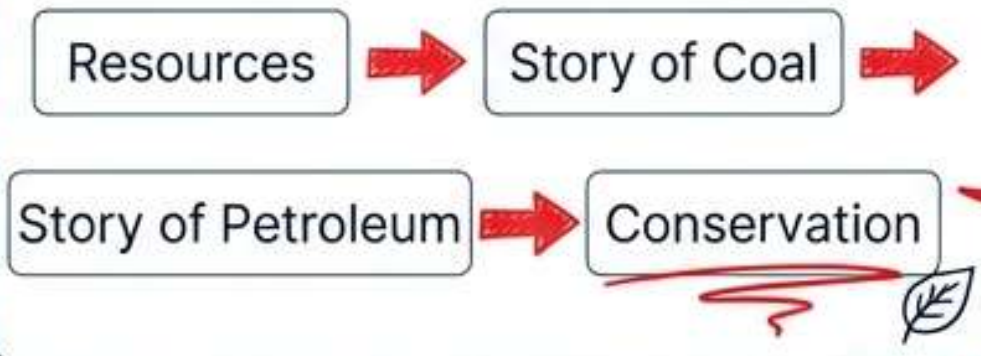 Resources
Story of Coal
Story of Petroleum
Conservation